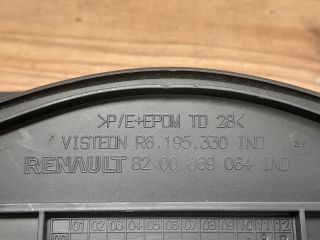 >P/E+EPDM TD 28<
VISTEON R6.195.330 IND
RENAULT 82 00 069 064 IND
01 02 03 04 05 06 07 08 09 10 11 12